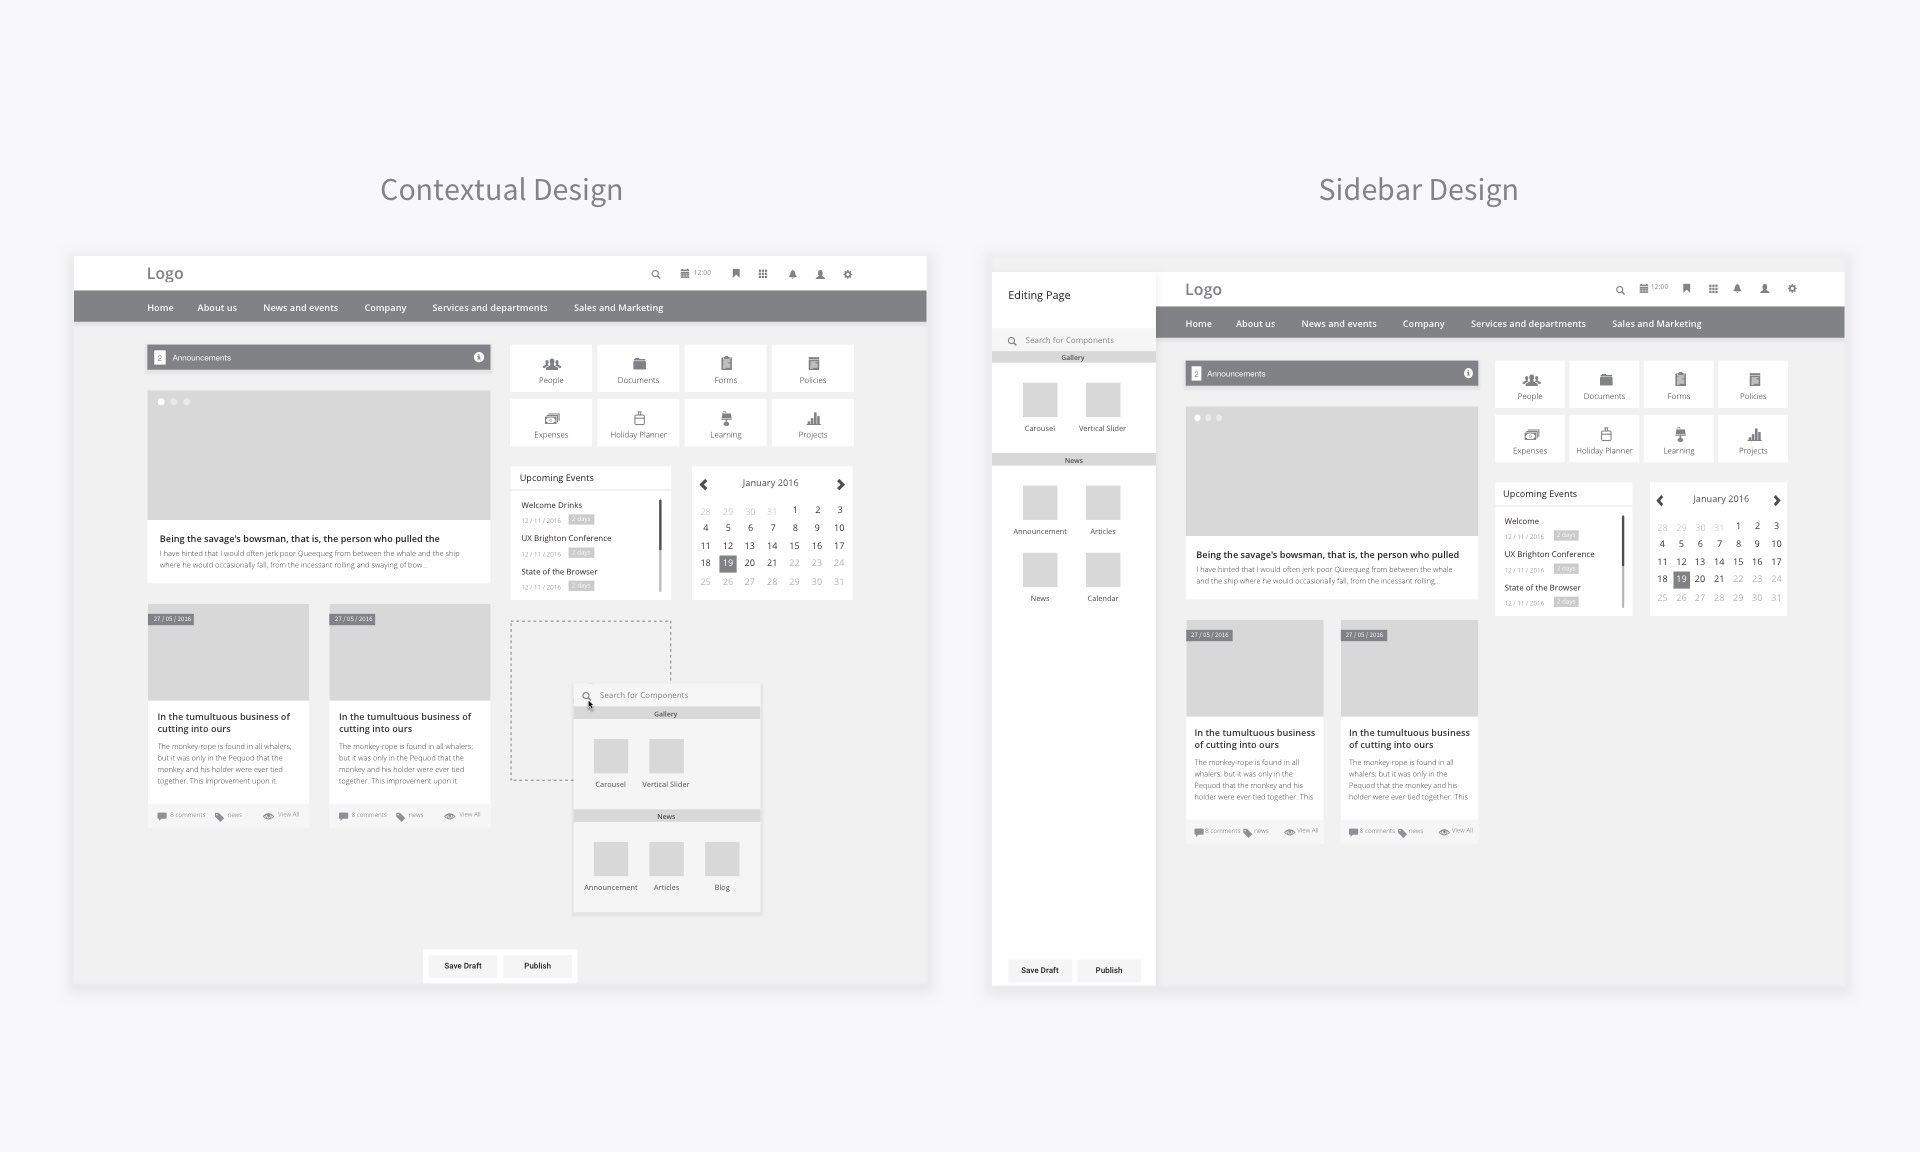 Contextual Design
Logo
12:00
Home About us News and events Company Services and departments Sales and Marketing
2 Announcements
People Documents Forms Policies
Expenses Holiday Planner Learning Projects
Being the savage's bowsman, that is, the person who pulled the
I have hinted that I would often jerk poor Queequeg from between the whale and the ship
where he would occasionally fall, from the incessant rolling and swaying of bow...
Upcoming Events
Welcome Drinks
12 / 11 / 2016 2 days
UX Brighton Conference
12 / 11 / 2016 2 days
State of the Browser
12 / 11 / 2016 2 days
January 2016
28 29 30 31 1 2 3
4 5 6 7 8 9 10
11 12 13 14 15 16 17
18 19 20 21 22 23 24
25 26 27 28 29 30 31
27 / 05 / 2016
In the tumultuous business of
cutting into ours
The monkey-rope is found in all whalers;
but it was only in the Pequod that the
monkey and his holder were ever tied
together. This improvement upon it.
8 comments news View All
27 / 05 / 2016
In the tumultuous business of
cutting into ours
The monkey-rope is found in all whalers;
but it was only in the Pequod that the
monkey and his holder were ever tied
together. This improvement upon it.
8 comments news View All
Search for Components
Gallery
Carousel Vertical Slider
News
Announcement Articles Blog
Save Draft Publish
Sidebar Design
Editing Page
Search for Components
Gallery
Carousel Vertical Slider
News
Announcement Articles
News Calendar
Save Draft Publish
Logo
12:00
Home About us News and events Company Services and departments Sales and Marketing
2 Announcements
People Documents Forms Policies
Expenses Holiday Planner Learning Projects
Being the savage's bowsman, that is, the person who pulled
I have hinted that I would often jerk poor Queequeg from between the whale
and the ship where he would occasionally fall, from the incessant rolling...
Upcoming Events
Welcome
12 / 11 / 2016 2 days
UX Brighton Conference
12 / 11 / 2016 2 days
State of the Browser
12 / 11 / 2016 2 days
January 2016
28 29 30 31 1 2 3
4 5 6 7 8 9 10
11 12 13 14 15 16 17
18 19 20 21 22 23 24
25 26 27 28 29 30 31
27 / 05 / 2016
In the tumultuous business
of cutting into ours
The monkey-rope is found in all
whalers; but it was only in the
Pequod that the monkey and his
holder were ever tied together. This
8 comments news View All
27 / 05 / 2016
In the tumultuous business
of cutting into ours
The monkey-rope is found in all
whalers; but it was only in the
Pequod that the monkey and his
holder were ever tied together. This
8 comments news View All